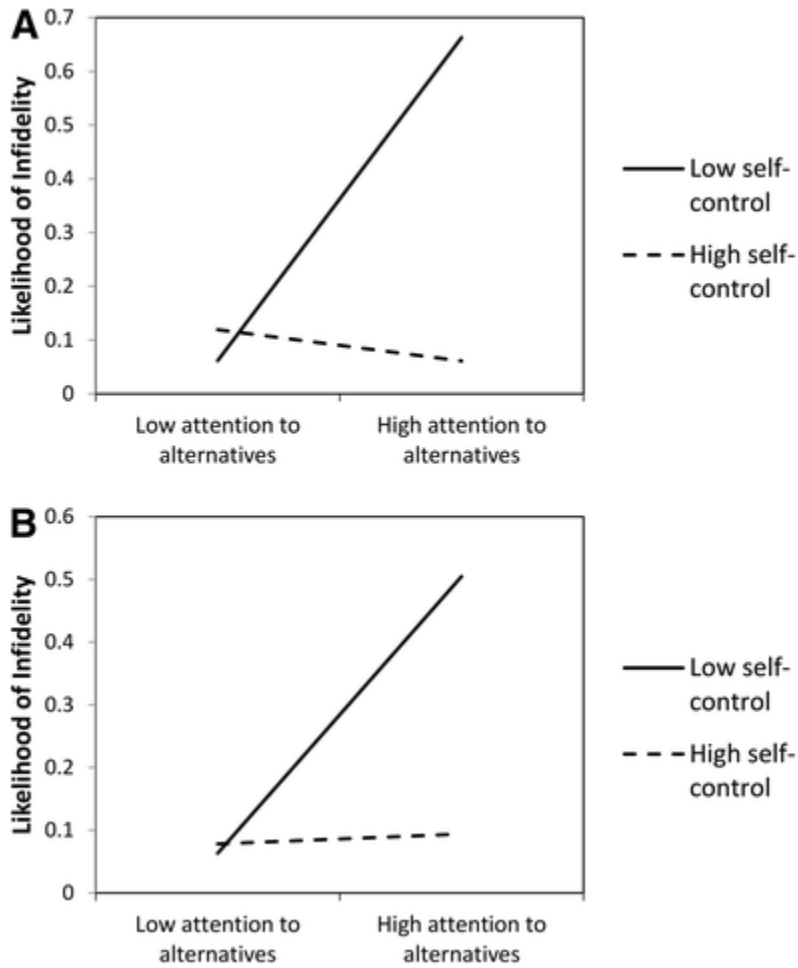 A
Likelihood of Infidelity
0.7
0.6
0.5
0.4
0.3
0.2
0.1
0
Low attention to
alternatives
High attention to
alternatives
Low self-
control
High self-
control
B
Likelihood of Infidelity
0.6
0.5
0.4
0.3
0.2
0.1
0
Low attention to
alternatives
High attention to
alternatives
Low self-
control
High self-
control